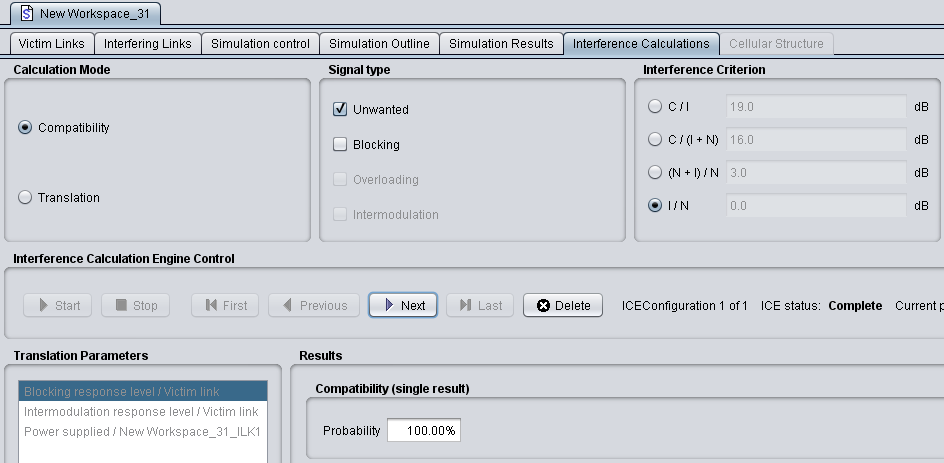 New Workspace_31
Victim Links Interfering Links Simulation control Simulation Outline Simulation Results Interference Calculations Cellular Structure
Calculation Mode Signal type Interference Criterion
Compatibility
Translation
Unwanted
Blocking
Overloading
Intermodulation
C / I 19.0 dB
C / (I + N) 16.0 dB
(N + I) / N 3.0 dB
I / N 0.0 dB
Interference Calculation Engine Control
Start Stop First Previous Next Last Delete ICEConfiguration 1 of 1 ICE status: Complete Current p
Translation Parameters
Blocking response level / Victim link
Intermodulation response level / Victim link
Power supplied / New Workspace_31_ILK1
Results
Compatibility (single result)
Probability 100.00%